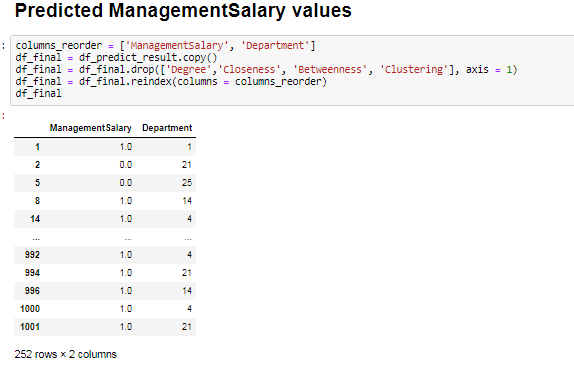 Predicted ManagementSalary values
:
columns_reorder = ['ManagementSalary', 'Department']
df_final = df_predict_result.copy()
df_final = df_final.drop(['Degree','Closeness', 'Betweenness', 'Clustering'], axis = 1)
df_final = df_final.reindex(columns = columns_reorder)
df_final
:
ManagementSalary Department
1 1.0 1
2 0.0 21
5 0.0 25
8 1.0 14
14 1.0 4
... ... ...
992 1.0 4
994 1.0 21
996 1.0 14
1000 1.0 4
1001 1.0 21
252 rows × 2 columns